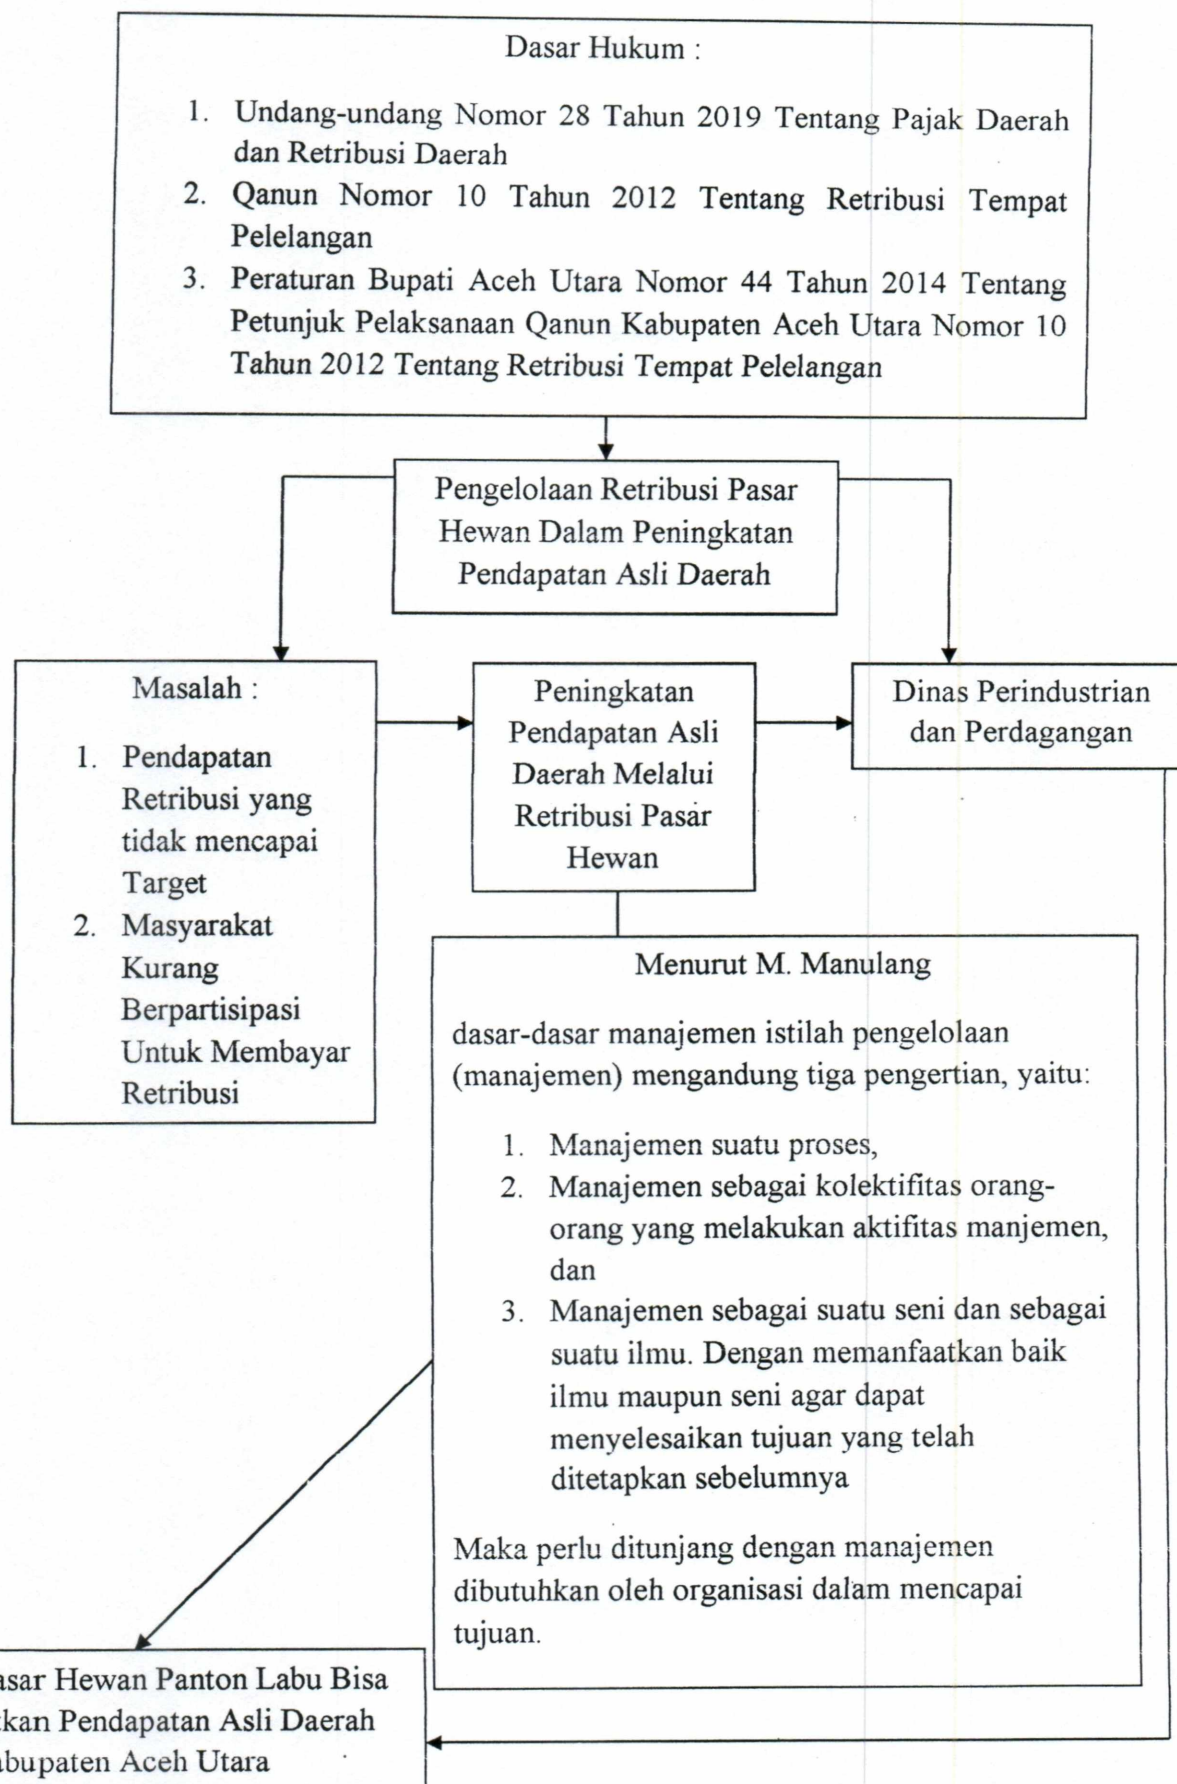 Dasar Hukum :
1. Undang-undang Nomor 28 Tahun 2019 Tentang Pajak Daerah
dan Retribusi Daerah
2. Qanun Nomor 10 Tahun 2012 Tentang Retribusi Tempat
Pelelangan
3. Peraturan Bupati Aceh Utara Nomor 44 Tahun 2014 Tentang
Petunjuk Pelaksanaan Qanun Kabupaten Aceh Utara Nomor 10
Tahun 2012 Tentang Retribusi Tempat Pelelangan
Pengelolaan Retribusi Pasar
Hewan Dalam Peningkatan
Pendapatan Asli Daerah
Masalah :
1. Pendapatan
Retribusi yang
tidak mencapai
Target
2. Masyarakat
Kurang
Berpartisipasi
Untuk Membayar
Retribusi
Peningkatan
Pendapatan Asli
Daerah Melalui
Retribusi Pasar
Hewan
Dinas Perindustrian
dan Perdagangan
Menurut M. Manulang
dasar-dasar manajemen istilah pengelolaan
(manajemen) mengandung tiga pengertian, yaitu:
1. Manajemen suatu proses,
2. Manajemen sebagai kolektifitas orang-
orang yang melakukan aktifitas manjemen,
dan
3. Manajemen sebagai suatu seni dan sebagai
suatu ilmu. Dengan memanfaatkan baik
ilmu maupun seni agar dapat
menyelesaikan tujuan yang telah
ditetapkan sebelumnya
Maka perlu ditunjang dengan manajemen
dibutuhkan oleh organisasi dalam mencapai
tujuan.
Hewan Panton Labu Bisa
Pendapatan Asli Daerah
Aceh Utara